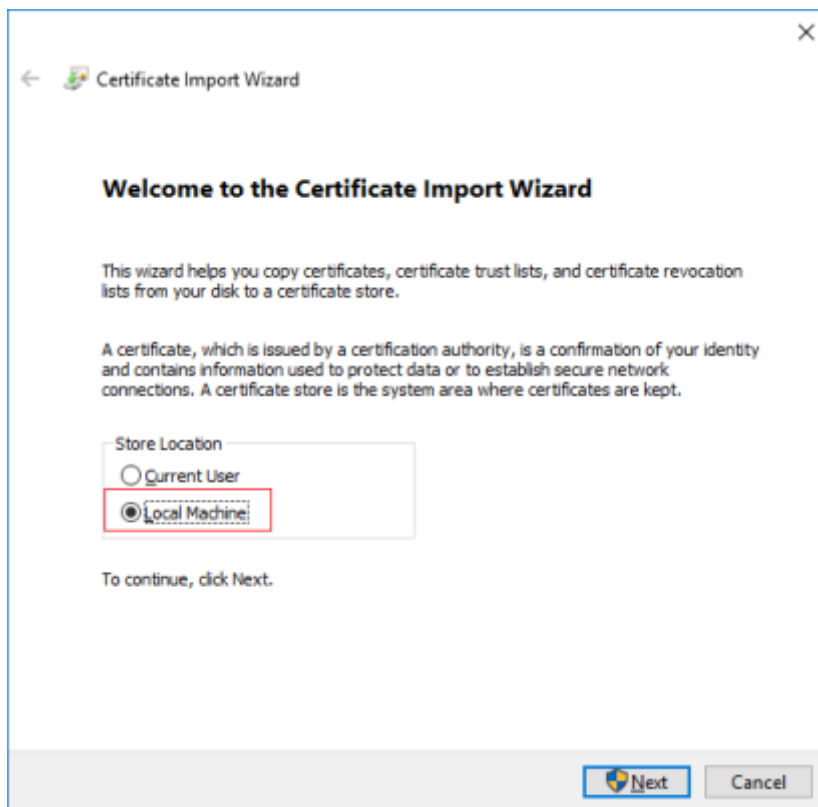 Certificate Import Wizard
Welcome to the Certificate Import Wizard
This wizard helps you copy certificates, certificate trust lists, and certificate revocation
lists from your disk to a certificate store.
A certificate, which is issued by a certification authority, is a confirmation of your identity
and contains information used to protect data or to establish secure network
connections. A certificate store is the system area where certificates are kept.
Store Location
Current User
Local Machine
To continue, click Next.
Next
Cancel